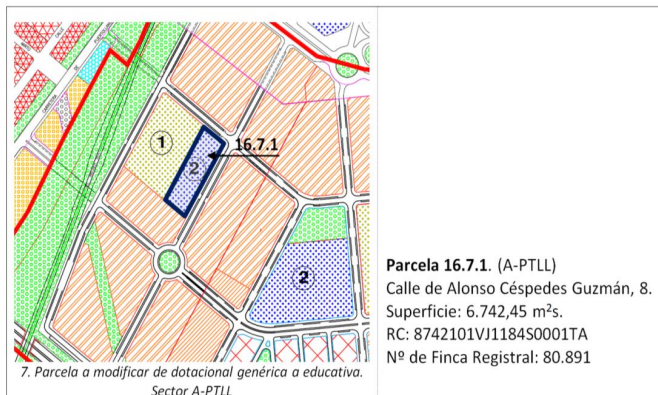 1
2
16.7.1
2
7. Parcela a modificar de dotacional genérica a educativa.
Sector A-PTLL
Parcela 16.7.1. (A-PTLL)
Calle de Alonso Céspedes Guzmán, 8.
Superficie: 6.742,45 m²s.
RC: 8742101VJ1184S0001TA
Nº de Finca Registral: 80.891